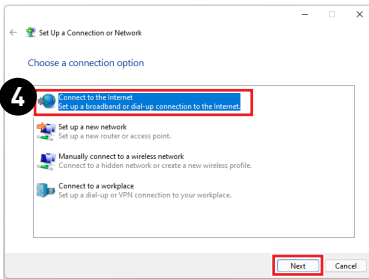 Set Up a Connection or Network
Choose a connection option
4
Connect to the Internet
Set up a broadband or dial-up connection to the Internet.
Set up a new network
Set up a new router or access point.
Manually connect to a wireless network
Connect to a hidden network or create a new wireless profile.
Connect to a workplace
Set up a dial-up or VPN connection to your workplace.
Next
Cancel